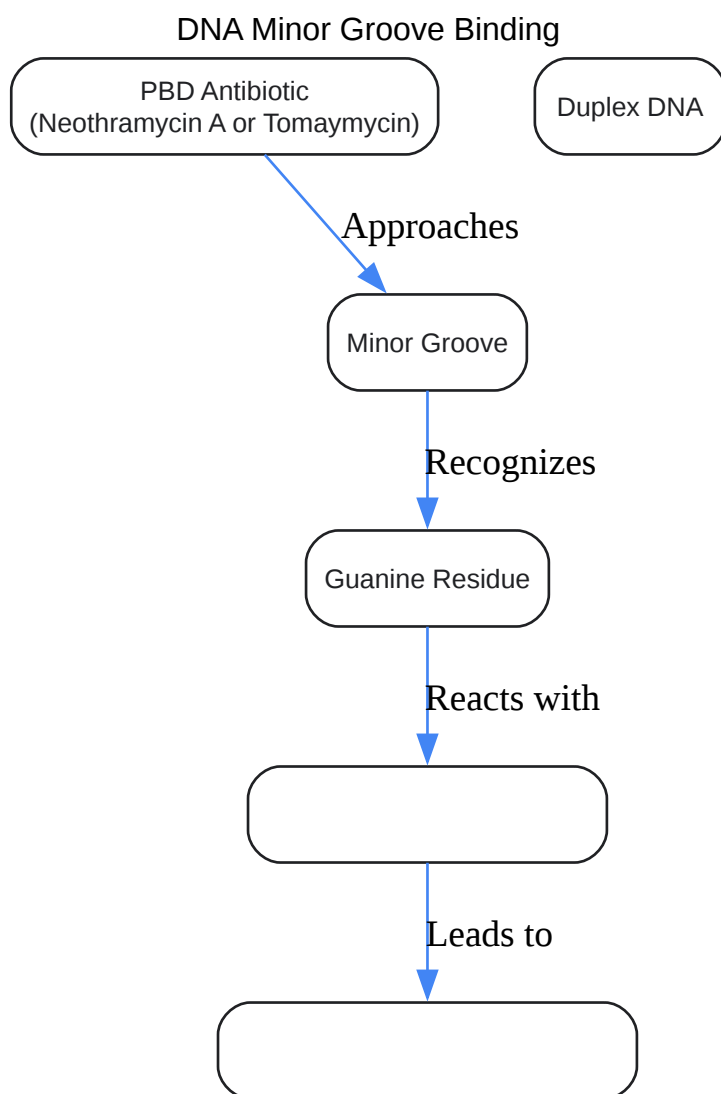 DNA Minor Groove Binding
PBD Antibiotic
(Neothramycin A or Tomaymycin)
Duplex DNA
Approaches
Minor Groove
Recognizes
Guanine Residue
Reacts with
Leads to